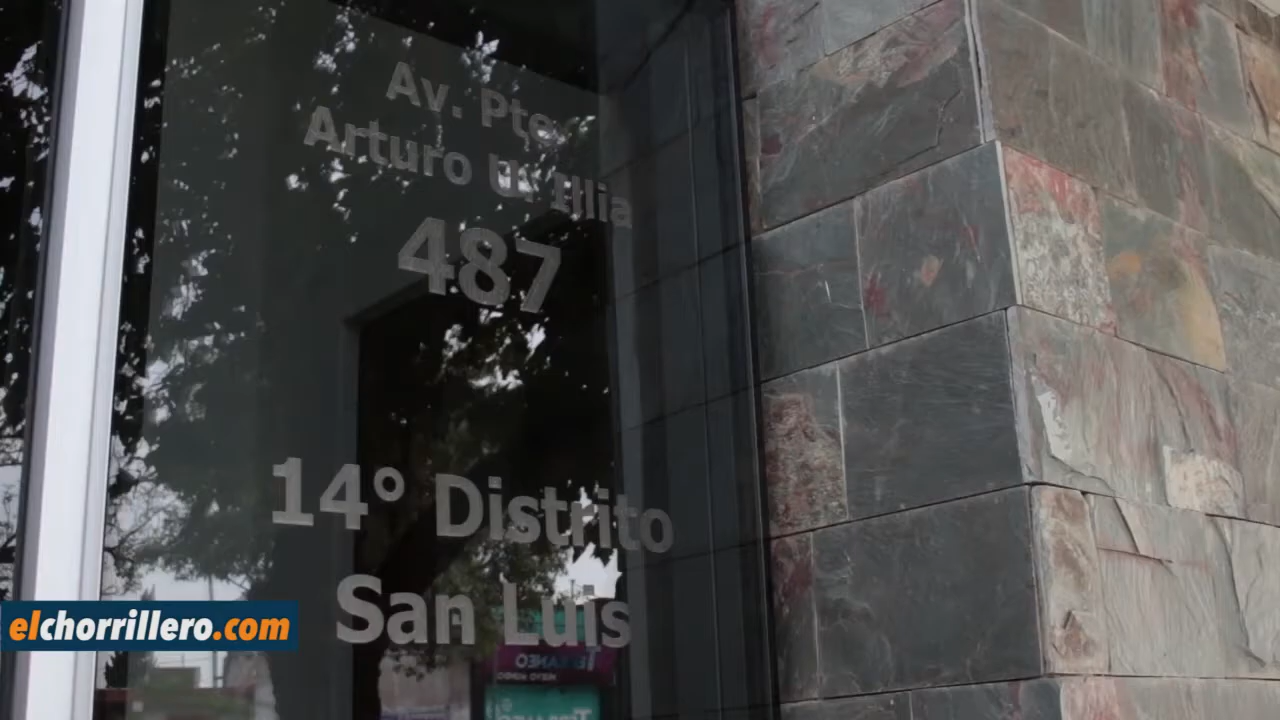 Av. Pte.
Arturo U. Illia
487
14° Distrito
San Luis
elchorrillero.com